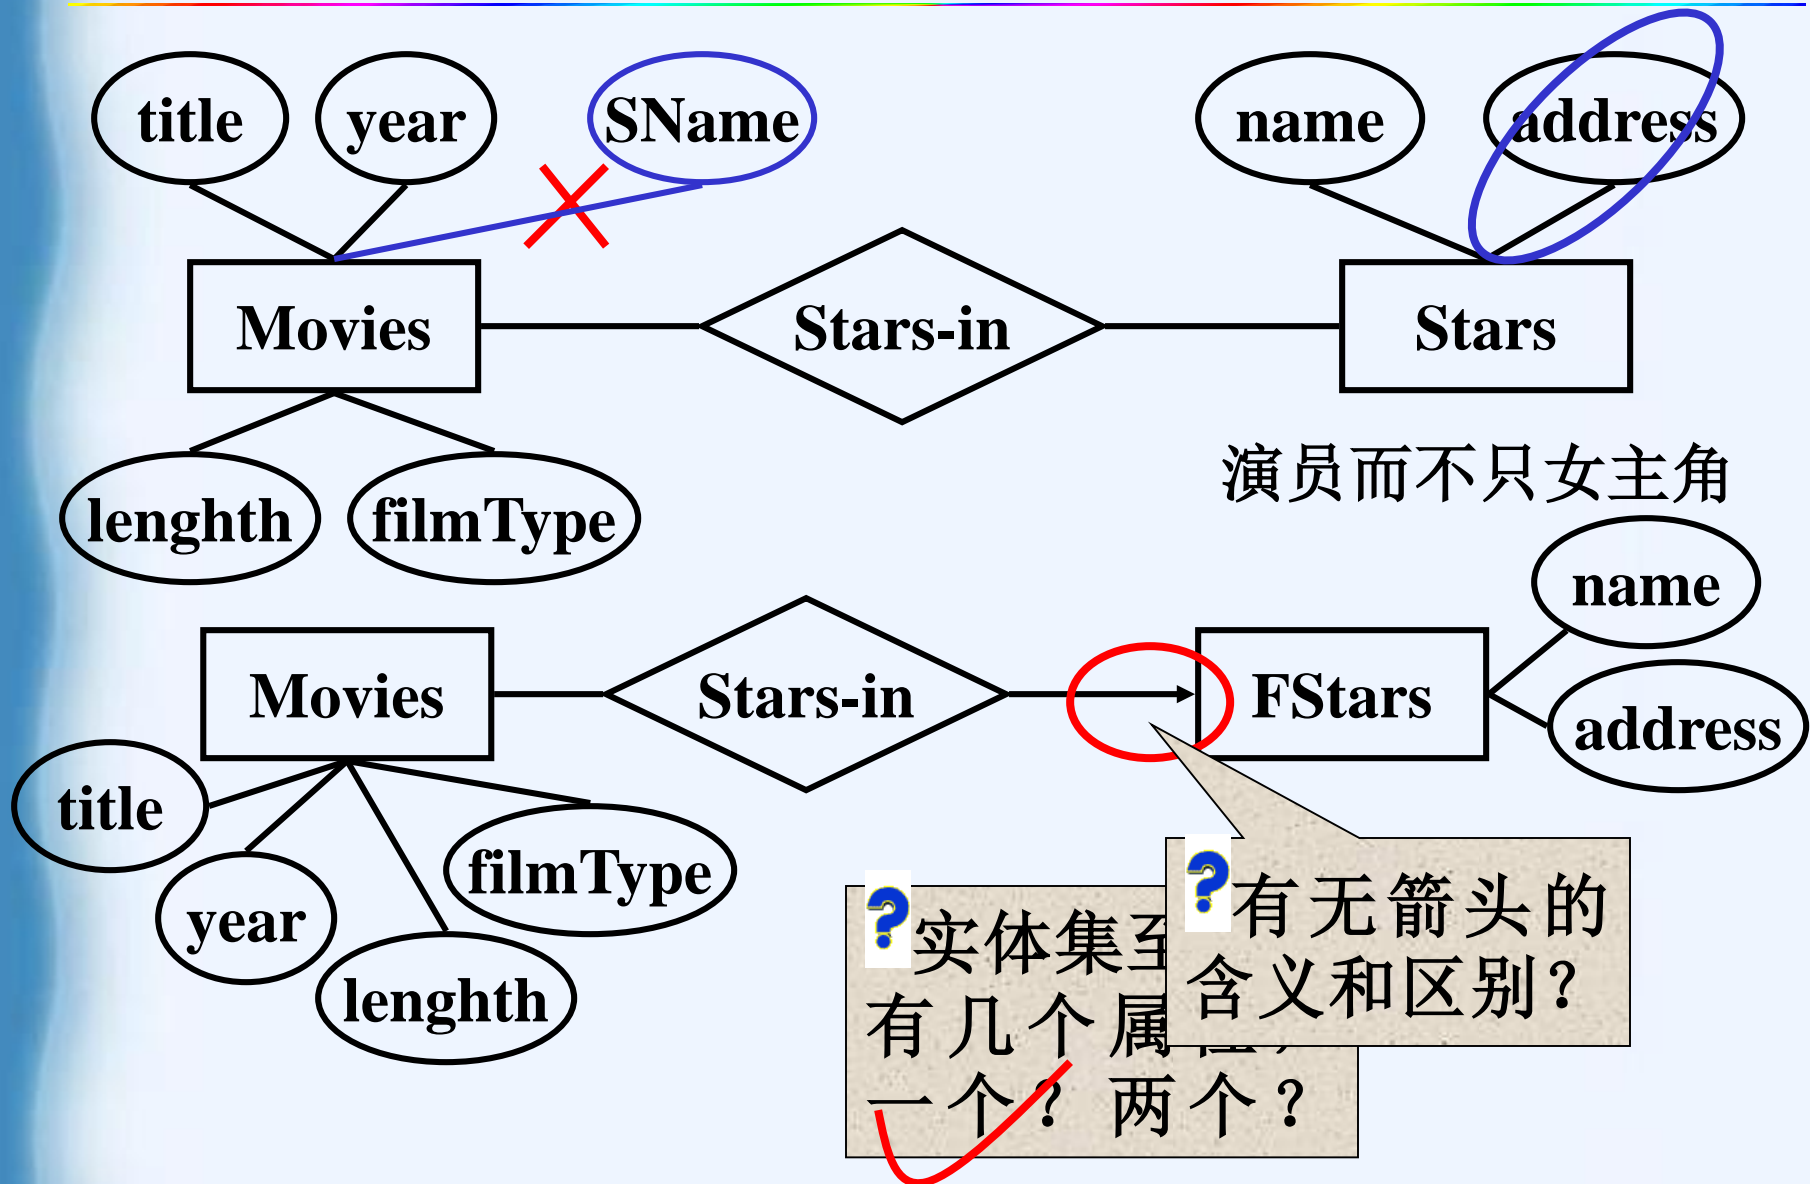 title year SName name address
Movies Stars-in Stars
lenghth filmType
演员而不只女主角
name
Movies Stars-in FStars
address
title
filmType
year
lenghth
有无箭头的
含义和区别?
实体集
有几个属
一个?两个?